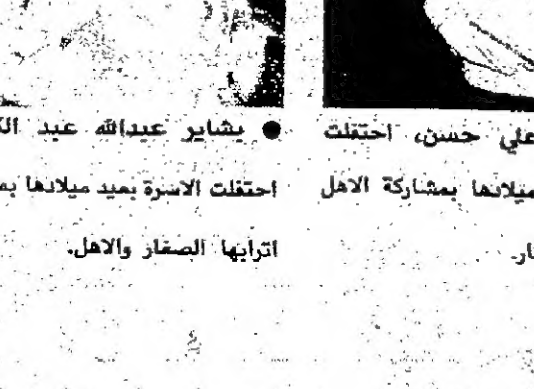 علي حسن، احتفلت
ميلادها بمشاركة الاهل
● بشاير عبدالله عبد
احتفلت الاسرة بعيد ميلادها
اترابها الصغار والاهل.